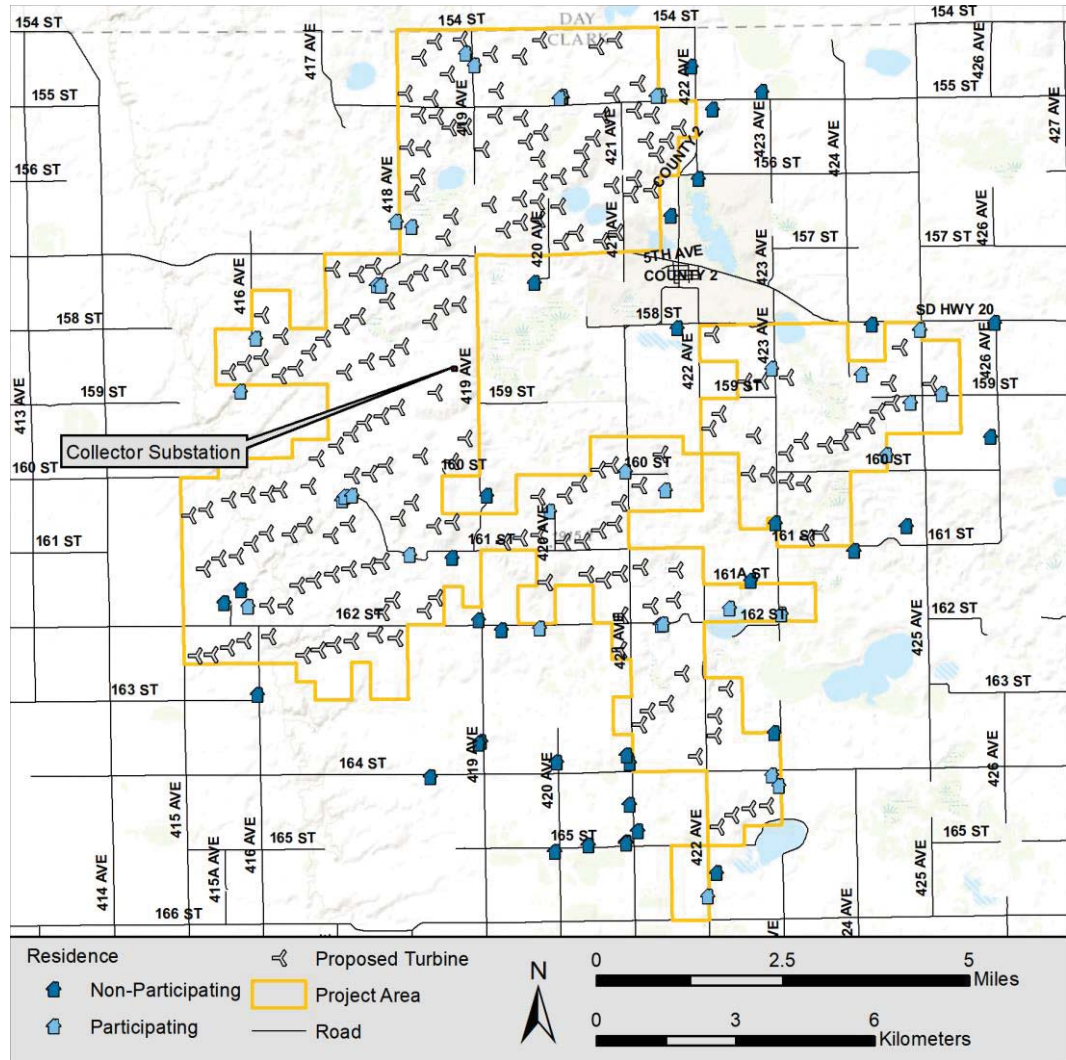 154 ST
DAY
154 ST
154 ST
CLARK
417 AVE
422 AVE
426 AVE
155 ST
419 AVE
155 ST
155 ST
421 AVE
423 AVE
424 AVE
427 AVE
156 ST
COUNTY 2
156 ST
418 AVE
420 AVE
421 AVE
426 AVE
157 ST
157 ST
5TH AVE
423 AVE
416 AVE
COUNTY 2
158 ST
158 ST
SD HWY 20
422 AVE
423 AVE
426 AVE
413 AVE
419 AVE
159 ST
159 ST
159 ST
159 ST
Collector Substation
160 ST
160 ST
160 ST
160 ST
420 AVE
161 ST
161 ST
161 ST
161 ST
161A ST
162 ST
162 ST
162 ST
421 AVE
425 AVE
163 ST
163 ST
164 ST
419 AVE
420 AVE
426 AVE
415 AVE
416 AVE
165 ST
165 ST
422 AVE
165 ST
414 AVE
415A AVE
425 AVE
24 AVE
166 ST
VE
Residence
Non-Participating
Participating
Proposed Turbine
Project Area
Road
N
0 2.5 5
Miles
0 3 6
Kilometers